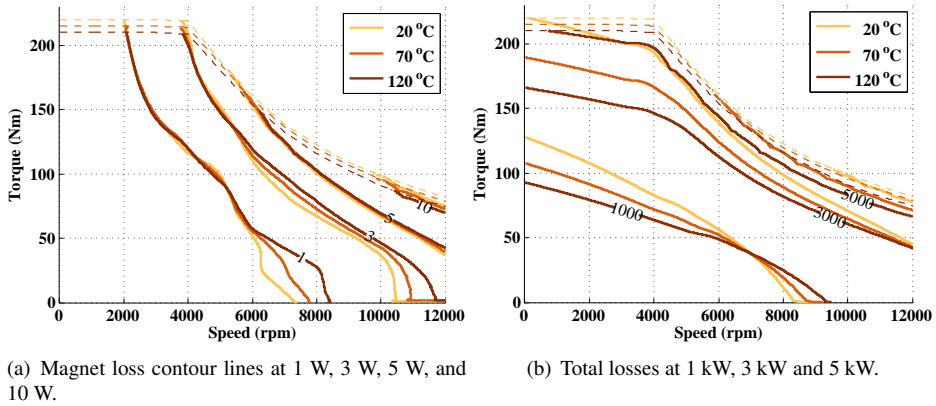 200
150
100
50
0
Torque (Nm)
20 °C
70 °C
120 °C
10
5
3
1
0 2000 4000 6000 8000 10000 12000
Speed (rpm)
200
150
100
50
0
Torque (Nm)
20 °C
70 °C
120 °C
5000
3000
1000
0 2000 4000 6000 8000 10000 12000
Speed (rpm)
(a) Magnet loss contour lines at 1 W, 3 W, 5 W, and
10 W.
(b) Total losses at 1 kW, 3 kW and 5 kW.